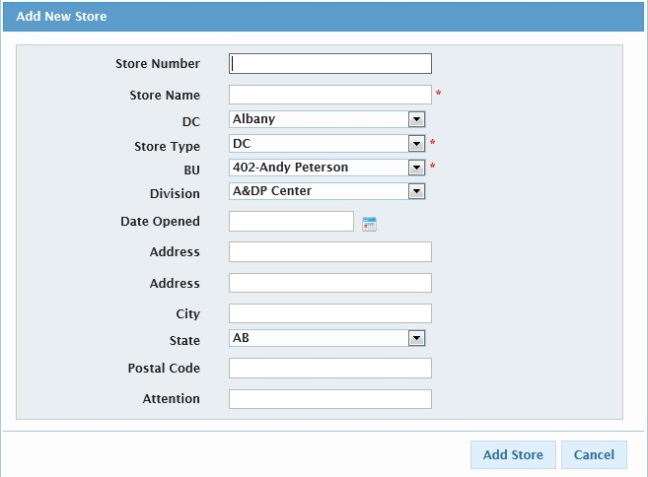 Add New Store
Store Number
Store Name *
DC Albany
Store Type DC *
BU 402-Andy Peterson *
Division A&DP Center
Date Opened
Address
Address
City
State AB
Postal Code
Attention
Add Store Cancel